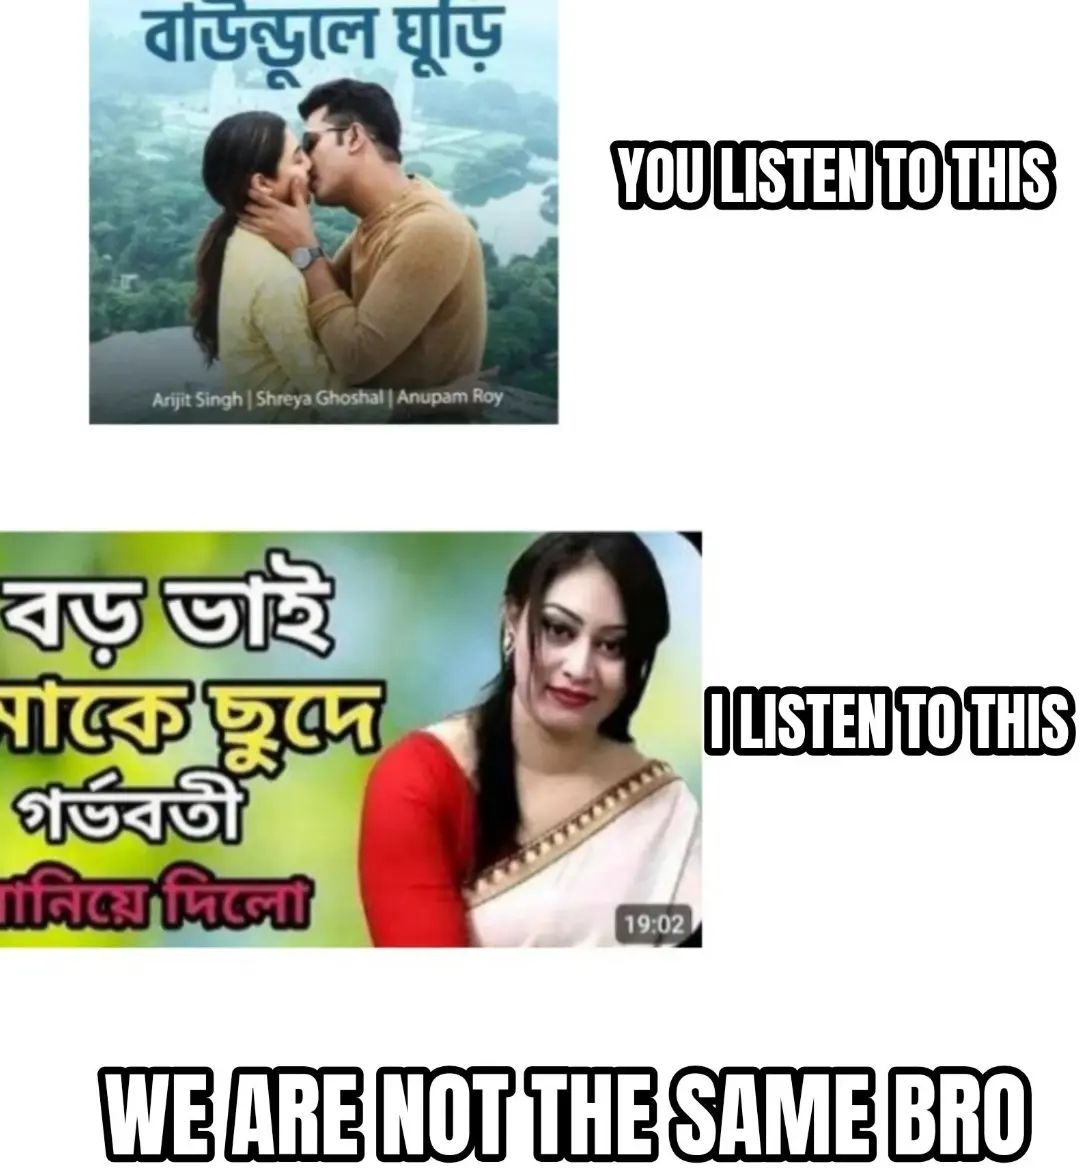 বাউন্ডুলে ঘুড়ি
YOU LISTEN TO THIS
Arijit Singh | Shreya Ghoshal | Anupam Roy
বড় ভাই
মাকে ছুদে
I LISTEN TO THIS
গর্ভবতী
নিয়ে দিলো
19:02
WE ARE NOT THE SAME BRO